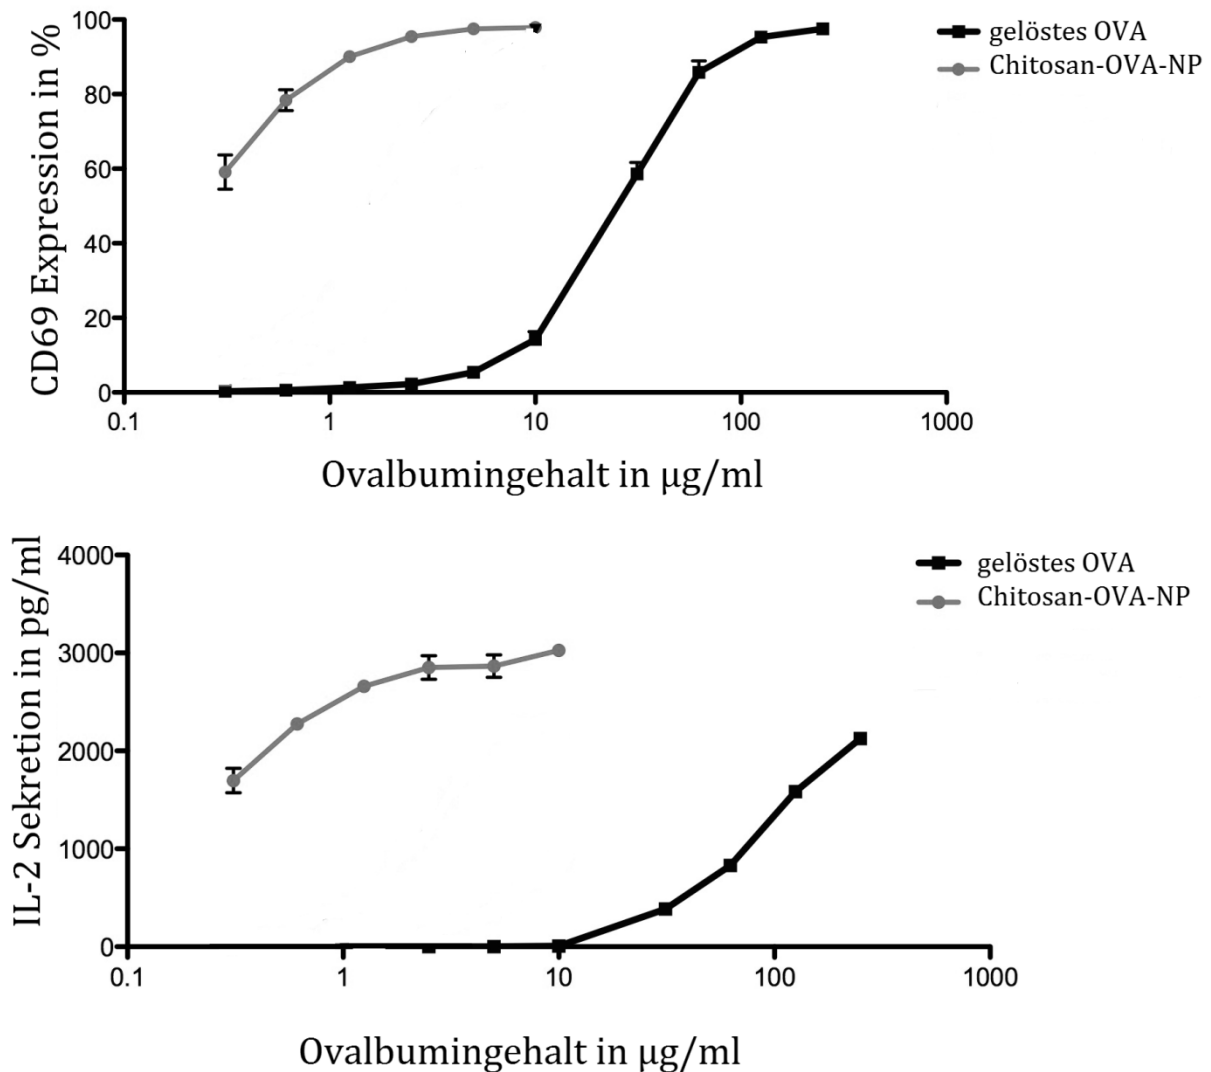 CD69 Expression in %
100
80
60
40
20
0
0.1 1 10 100 1000
Ovalbumingehalt in µg/ml
gelöstes OVA
Chitosan-OVA-NP
IL-2 Sekretion in pg/ml
4000
3000
2000
1000
0
0.1 1 10 100 1000
Ovalbumingehalt in µg/ml
gelöstes OVA
Chitosan-OVA-NP